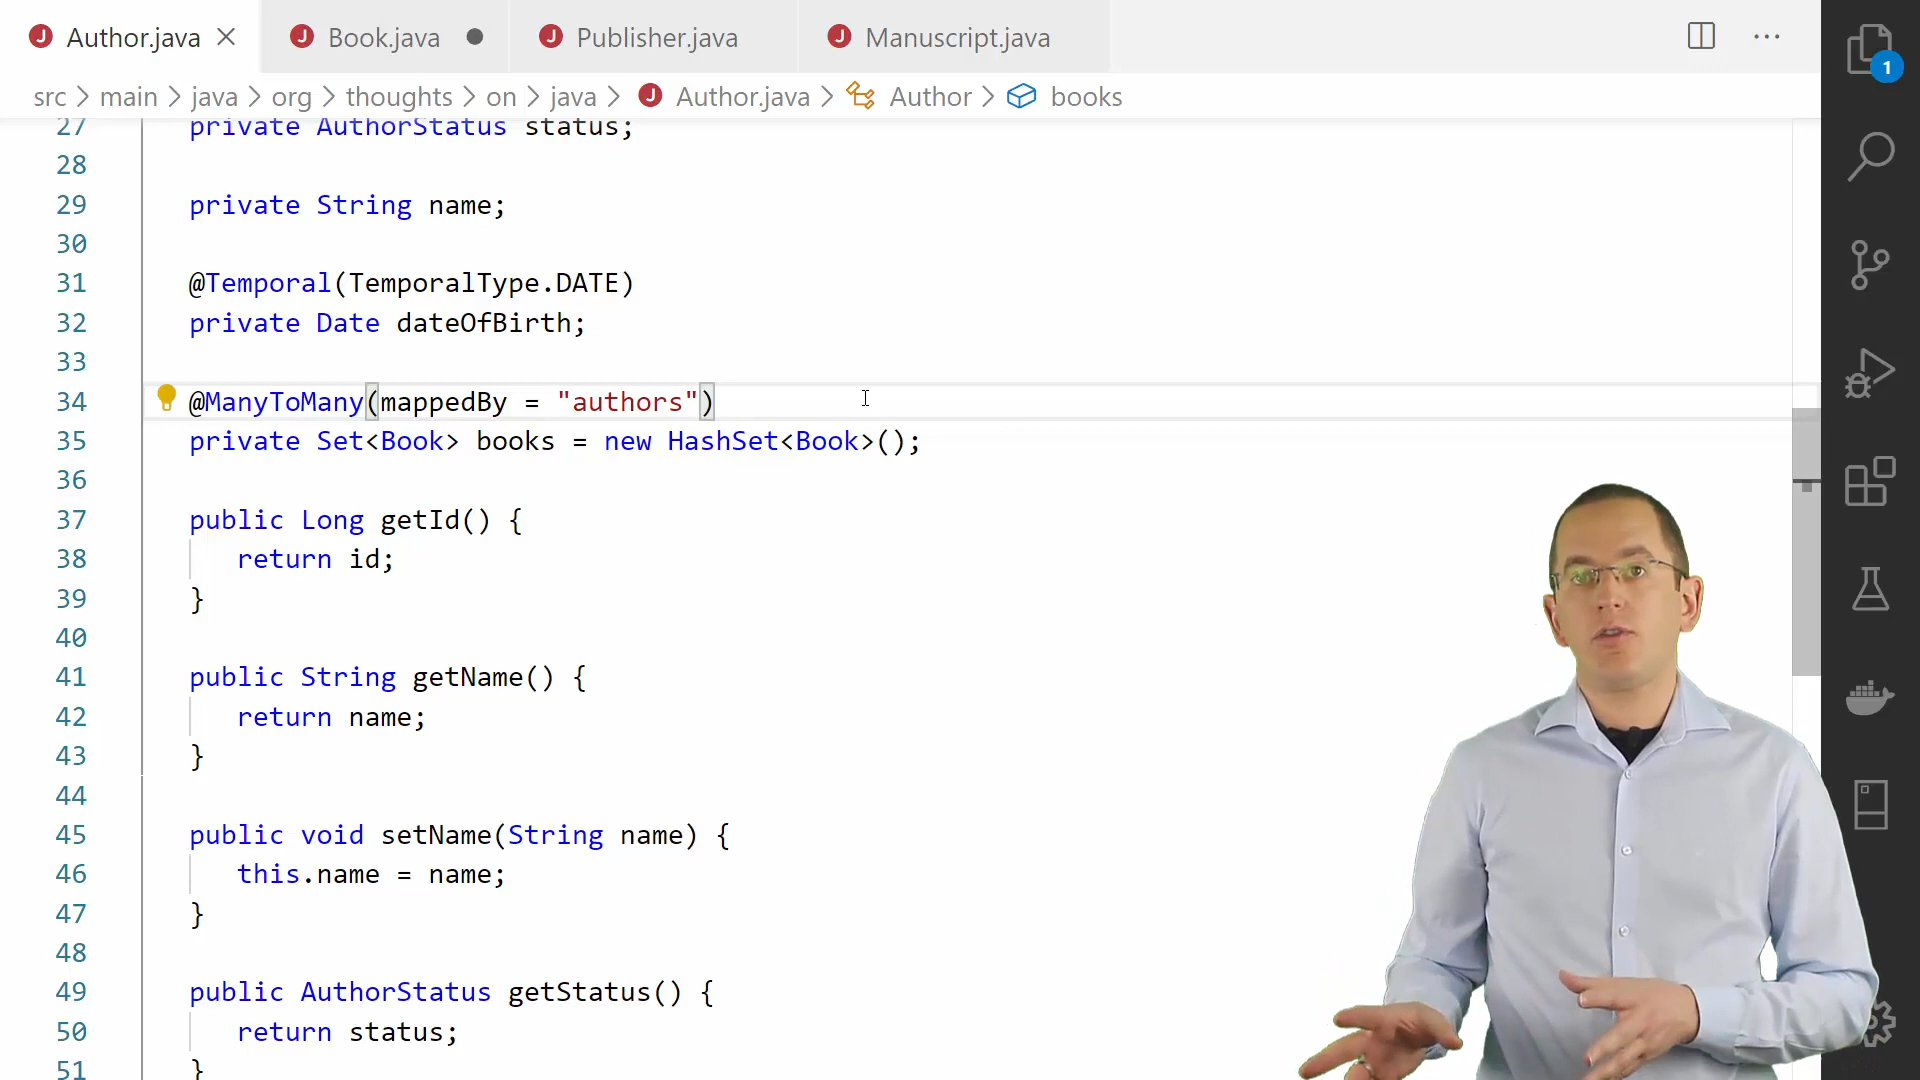 Author.java Book.java Publisher.java Manuscript.java
src > main > java > org > thoughts > on > java > Author.java > Author > books
1
27 private AuthorStatus status;
28
29 private String name;
30
31 @Temporal(TemporalType.DATE)
32 private Date dateOfBirth;
33
34 @ManyToMany(mappedBy = "authors")
35 private Set<Book> books = new HashSet<Book>();
36
37 public Long getId() {
38 return id;
39 }
40
41 public String getName() {
42 return name;
43 }
44
45 public void setName(String name) {
46 this.name = name;
47 }
48
49 public AuthorStatus getStatus() {
50 return status;
51 }